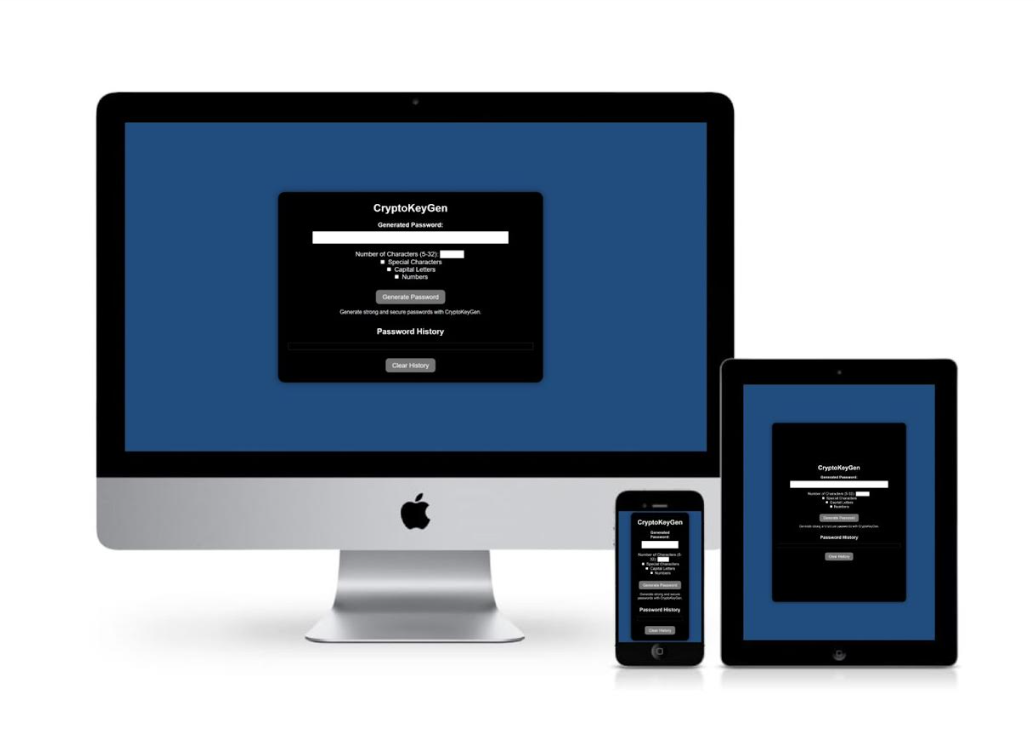 CryptoKeyGen
Generated Password:
Number of Characters (5-32):
Special Characters
Capital Letters
Numbers
Generate Password
Generate strong and secure passwords with CryptoKeyGen.
Password History
Clear History
CryptoKeyGen
Generated
Password:
Number of Characters (5-
32):
Special Characters
Capital Letters
Numbers
Generate Password
Generate strong and secure
passwords with CryptoKeyGen.
Password History
Clear History
CryptoKeyGen
Generated Password:
Number of Characters (5-32):
Special Characters
Capital Letters
Numbers
Generate Password
Generate strong and secure passwords with CryptoKeyGen.
Password History
Clear History